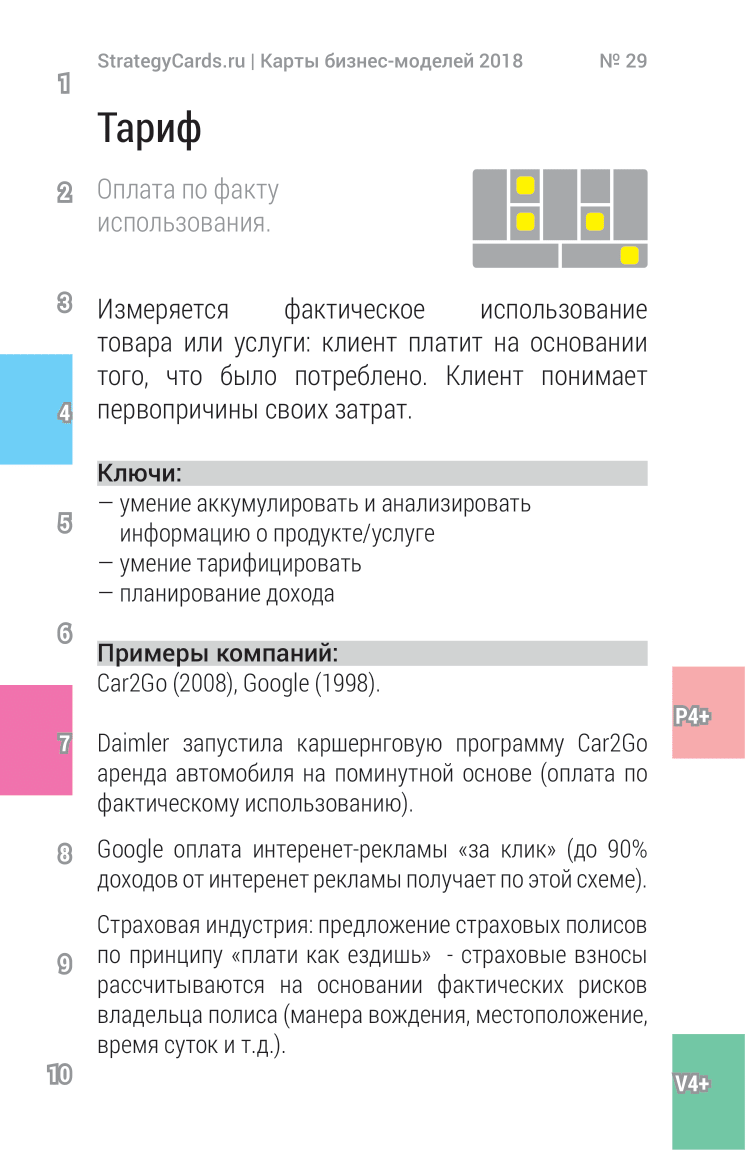 StrategyCards.ru | Карты бизнес-моделей 2018 № 29
1
Тариф
2
Оплата по факту
использования.
3
Измеряется фактическое использование
товара или услуги: клиент платит на основании
того, что было потреблено. Клиент понимает
4
первопричины своих затрат.
Ключи:
— умение аккумулировать и анализировать
5
информацию о продукте/услуге
— умение тарифицировать
— планирование дохода
6
Примеры компаний:
Car2Go (2008), Google (1998).
P4+
7
Daimler запустила каршернговую программу Car2Go
аренда автомобиля на поминутной основе (оплата по
фактическому использованию).
8
Google оплата интеренет-рекламы «за клик» (до 90%
доходов от интеренет рекламы получает по этой схеме).
Страховая индустрия: предложение страховых полисов
по принципу «плати как ездишь» - страховые взносы
9
рассчитываются на основании фактических рисков
владельца полиса (манера вождения, местоположение,
время суток и т.д.).
10
V4+